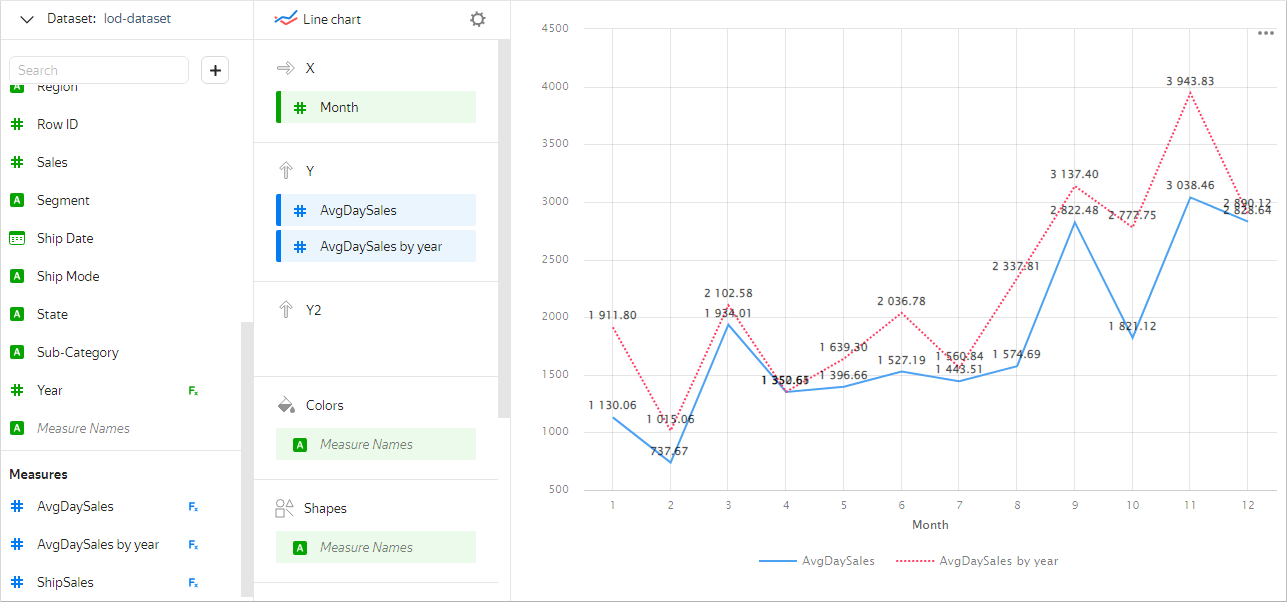 Dataset: lod-dataset
Search
+
Region
Row ID
Sales
A Segment
Ship Date
A Ship Mode
A State
A Sub-Category
Year Fx
A Measure Names
Measures
AvgDaySales Fx
AvgDaySales by year Fx
ShipSales Fx
Line chart
X
# Month
Y
# AvgDaySales
# AvgDaySales by year
Y2
Colors
A Measure Names
Shapes
A Measure Names
4500
4000
3500
3000
2500
2000
1500
1000
500
1 911.80
1 130.06
1 015.06
737.67
2 102.58
1 934.01
1 639.30
1 396.66
2 036.78
1 527.19
1 560.84
1 443.51
2 337.81
1 574.69
3 137.40
2 822.48
2 777.75
1 821.12
3 943.83
3 038.46
2 890.12
2 828.64
1 2 3 4 5 6 7 8 9 10 11 12
Month
AvgDaySales AvgDaySales by year